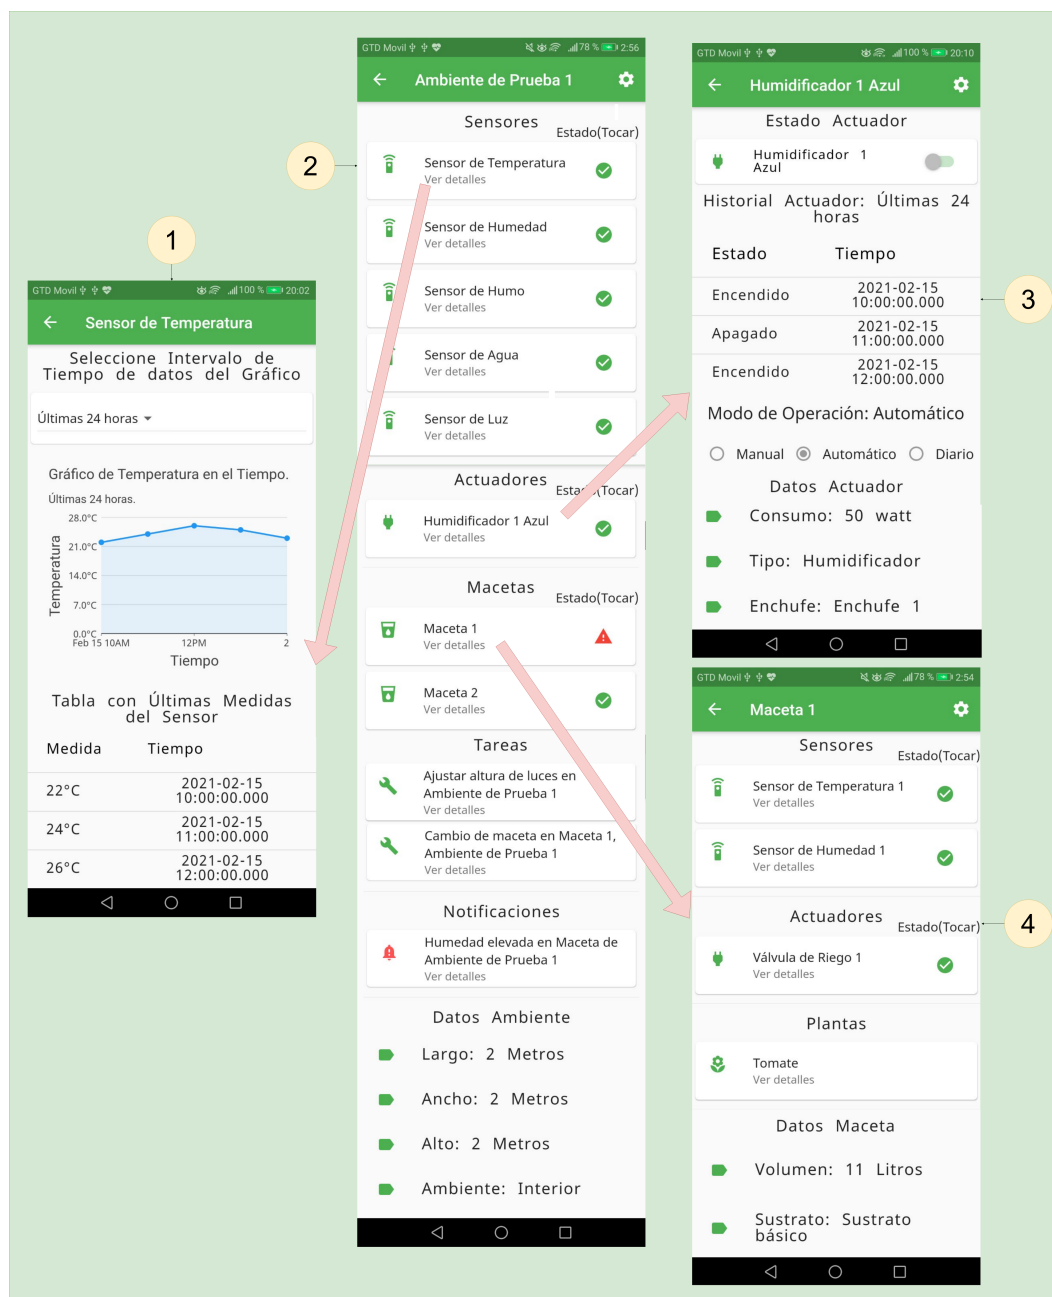 1
GTD Movil 100 % 20:02
Sensor de Temperatura
Seleccione Intervalo de
Tiempo de datos del Gráfico
Últimas 24 horas
Gráfico de Temperatura en el Tiempo.
Últimas 24 horas.
28.0°C
21.0°C
14.0°C
7.0°C
0.0°C
Temperatura
Feb 15 10AM 12PM 2
Tiempo
Tabla con Últimas Medidas
del Sensor
Medida Tiempo
22°C 2021-02-15
10:00:00.000
24°C 2021-02-15
11:00:00.000
26°C 2021-02-15
12:00:00.000
2
GTD Movil 78 % 2:56
Ambiente de Prueba 1
Sensores
Estado(Tocar)
Sensor de Temperatura
Ver detalles
Sensor de Humedad
Ver detalles
Sensor de Humo
Ver detalles
Sensor de Agua
Ver detalles
Sensor de Luz
Ver detalles
Actuadores
Estado(Tocar)
Humidificador 1 Azul
Ver detalles
Macetas
Estado(Tocar)
Maceta 1
Ver detalles
Maceta 2
Ver detalles
Tareas
Ajustar altura de luces en
Ambiente de Prueba 1
Ver detalles
Cambio de maceta en Maceta 1,
Ambiente de Prueba 1
Ver detalles
Notificaciones
Humedad elevada en Maceta de
Ambiente de Prueba 1
Ver detalles
Datos Ambiente
Largo: 2 Metros
Ancho: 2 Metros
Alto: 2 Metros
Ambiente: Interior
3
GTD Movil 100 % 20:10
Humidificador 1 Azul
Estado Actuador
Humidificador 1
Azul
Historial Actuador: Últimas 24
horas
Estado Tiempo
Encendido 2021-02-15
10:00:00.000
Apagado 2021-02-15
11:00:00.000
Encendido 2021-02-15
12:00:00.000
Modo de Operación: Automático
Manual Automático Diario
Datos Actuador
Consumo: 50 watt
Tipo: Humidificador
Enchufe: Enchufe 1
4
GTD Movil 78 % 2:54
Maceta 1
Sensores
Estado(Tocar)
Sensor de Temperatura 1
Ver detalles
Sensor de Humedad 1
Ver detalles
Actuadores
Estado(Tocar)
Válvula de Riego 1
Ver detalles
Plantas
Tomate
Ver detalles
Datos Maceta
Volumen: 11 Litros
Sustrato: Sustrato
básico